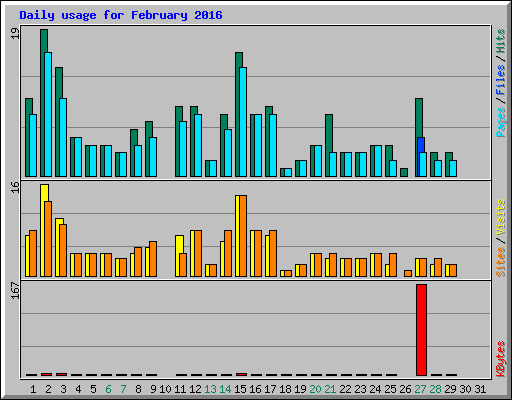 Daily usage for February 2016
19
Pages / Files / Hits
16
Sites / Visits
167
KBytes
1 2 3 4 5 6 7 8 9 10 11 12 13 14 15 16 17 18 19 20 21 22 23 24 25 26 27 28 29 30 31